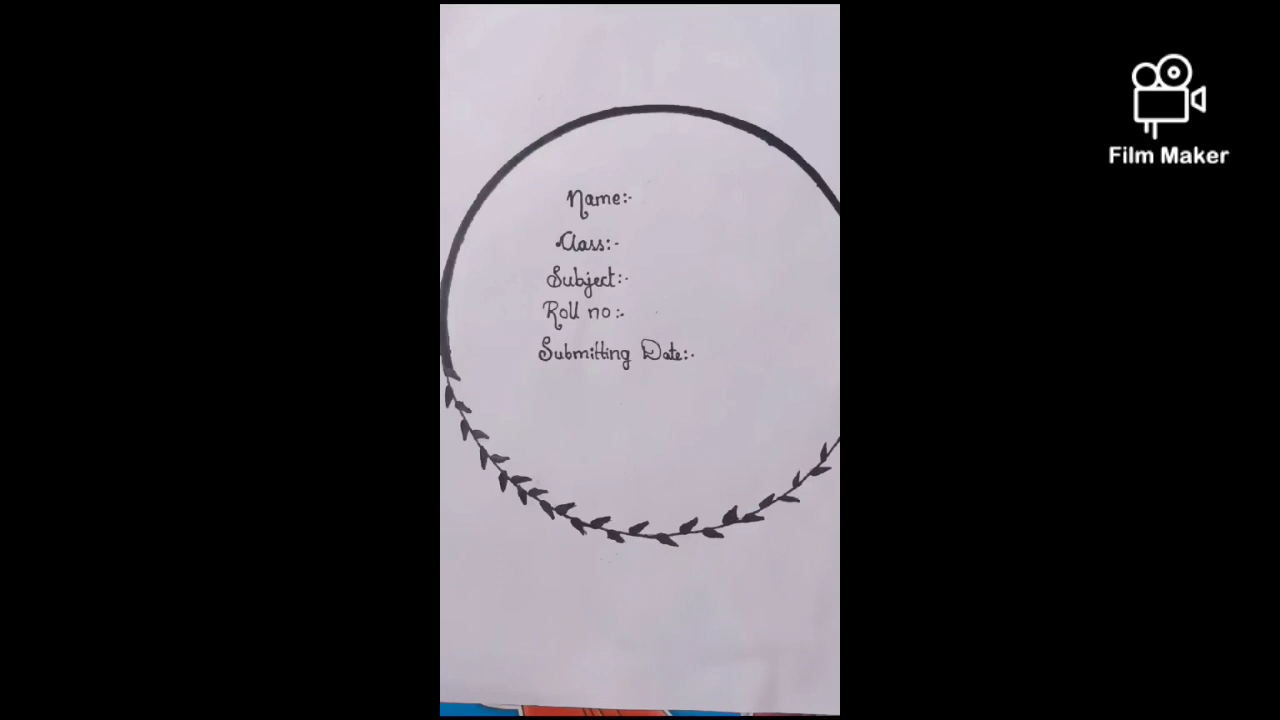 Name:-
Class:-
Subject:-
Roll no:-
Submitting Date:-
Film Maker